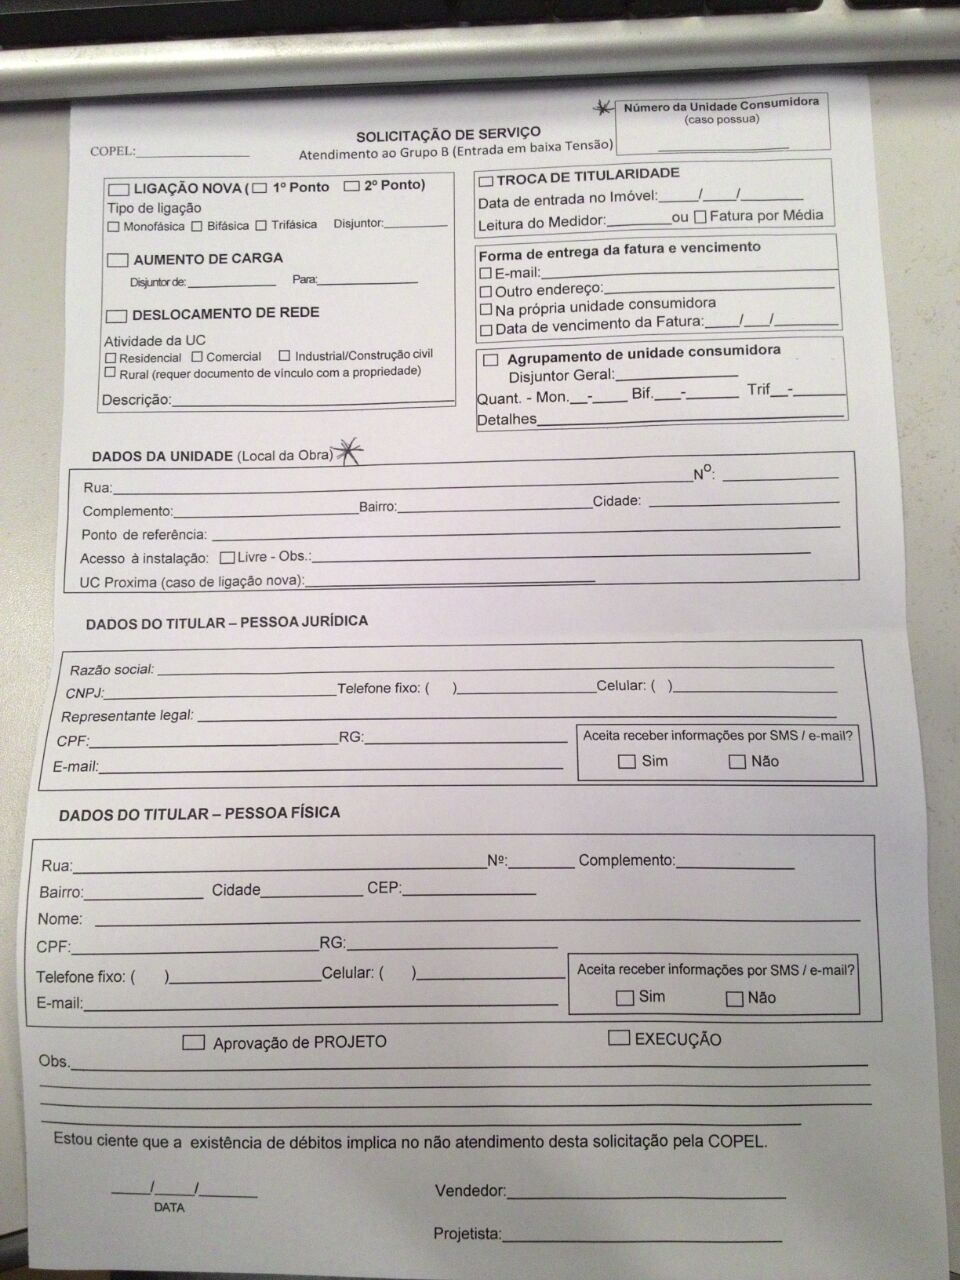 Número da Unidade Consumidora
(caso possua)
SOLICITAÇÃO DE SERVIÇO
COPEL:
Atendimento ao Grupo B (Entrada em baixa Tensão)
LIGAÇÃO NOVA ( 1º Ponto 2º Ponto)
Tipo de ligação
Monofásica Bifásica Trifásica Disjuntor:
AUMENTO DE CARGA
Disjuntor de: Para:
DESLOCAMENTO DE REDE
Atividade da UC
Residencial Comercial Industrial/Construção civil
Rural (requer documento de vínculo com a propriedade)
Descrição:
TROCA DE TITULARIDADE
Data de entrada no Imóvel: / /
Leitura do Medidor: ou Fatura por Média
Forma de entrega da fatura e vencimento
E-mail:
Outro endereço:
Na própria unidade consumidora
Data de vencimento da Fatura: / /
Agrupamento de unidade consumidora
Disjuntor Geral:
Quant. - Mon. - Bif. - Trif -
Detalhes
DADOS DA UNIDADE (Local da Obra)
Rua: Nº:
Complemento: Bairro: Cidade:
Ponto de referência:
Acesso à instalação: Livre - Obs.:
UC Proxima (caso de ligação nova):
DADOS DO TITULAR – PESSOA JURÍDICA
Razão social:
CNPJ: Telefone fixo: ( ) Celular: ( )
Representante legal:
CPF: RG:
E-mail:
Aceita receber informações por SMS / e-mail?
Sim Não
DADOS DO TITULAR – PESSOA FÍSICA
Rua: Nº: Complemento:
Bairro: Cidade CEP:
Nome:
CPF: RG:
Telefone fixo: ( ) Celular: ( )
E-mail:
Aceita receber informações por SMS / e-mail?
Sim Não
Aprovação de PROJETO EXECUÇÃO
Obs.
Estou ciente que a existência de débitos implica no não atendimento desta solicitação pela COPEL.
/ /
DATA
Vendedor:
Projetista: